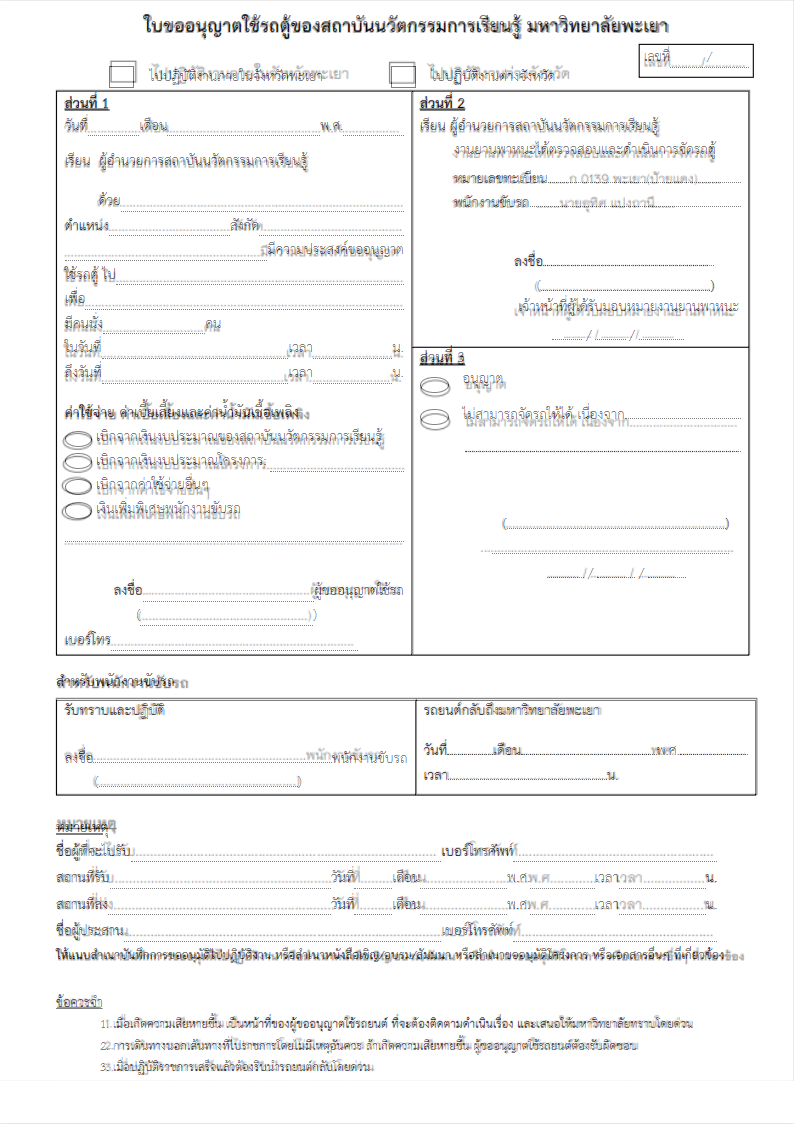 ใบขออนุญาตใช้รถตู้ของสถาบันนวัตกรรมการเรียนรู้ มหาวิทยาลัยพะเยา
เลขที่ / /
ไปปฏิบัติงานภายในจังหวัดพะเยา ไปปฏิบัติงานต่างจังหวัด
ส่วนที่ 1
วันที่ เดือน พ.ศ.
เรียน ผู้อำนวยการสถาบันนวัตกรรมการเรียนรู้
ด้วย
ตำแหน่ง สังกัด
มีความประสงค์ขออนุญาต
ใช้รถตู้ ไป
เพื่อ
มีคนนั่ง คน
ในวันที่ เวลา น.
ถึงวันที่ เวลา น.
ค่าใช้จ่าย ค่าเบี้ยเลี้ยงและค่าน้ำมันเชื้อเพลิง
เบิกจากเงินงบประมาณของสถาบันนวัตกรรมการเรียนรู้
เบิกจากเงินงบประมาณโครงการ
เบิกจากค่าใช้จ่ายอื่นๆ
เงินเพิ่มพิเศษพนักงานขับรถ
ลงชื่อ ผู้ขออนุญาตใช้รถ
( )
เบอร์โทร
ส่วนที่ 2
เรียน ผู้อำนวยการสถาบันนวัตกรรมการเรียนรู้
งานยานพาหนะได้ตรวจสอบและดำเนินการจัดรถตู้
หมายเลขทะเบียน ก 0139 พะเยา(ป้ายแดง)
พนักงานขับรถ นายยุทิศ แปงถานี
ลงชื่อ
( )
เจ้าหน้าที่ผู้ได้รับมอบหมายงานยานพาหนะ
/ /
ส่วนที่ 3
อนุญาต
ไม่สามารถจัดรถให้ได้ เนื่องจาก
( )
/ /
สำหรับพนักงานขับรถ
รับทราบและปฏิบัติ
ลงชื่อ พนักงานขับรถ
( )
รถยนต์กลับถึงมหาวิทยาลัยพะเยา
วันที่ เดือน พ.ศ.
เวลา น.
หมายเหตุ
ชื่อผู้ที่จะไปรับ เบอร์โทรศัพท์
สถานที่รับ วันที่ เดือน พ.ศ. เวลา น.
สถานที่ส่ง วันที่ เดือน พ.ศ. เวลา น.
ชื่อผู้ประสาน เบอร์โทรศัพท์
ให้แนบสำเนาบันทึกการขออนุมัติไปปฏิบัติงาน หรือสำเนาหนังสือเชิญ/อบรม/สัมมนา หรือสำเนาขออนุมัติโครงการ หรือเอกสารอื่นๆ ที่เกี่ยวข้อง
ข้อควรจำ
1. เมื่อเกิดความเสียหายขึ้น เป็นหน้าที่ของผู้ขออนุญาตใช้รถยนต์ ที่จะต้องติดตามดำเนินเรื่อง และเสนอให้มหาวิทยาลัยทราบโดยด่วน
2. การเดินทางนอกเส้นทางที่ไปราชการโดยไม่มีเหตุอันควร ถ้าเกิดความเสียหายขึ้น ผู้ขออนุญาตใช้รถยนต์ต้องรับผิดชอบ
3. เมื่อปฏิบัติราชการเสร็จแล้วต้องรีบนำรถยนต์กลับโดยด่วน